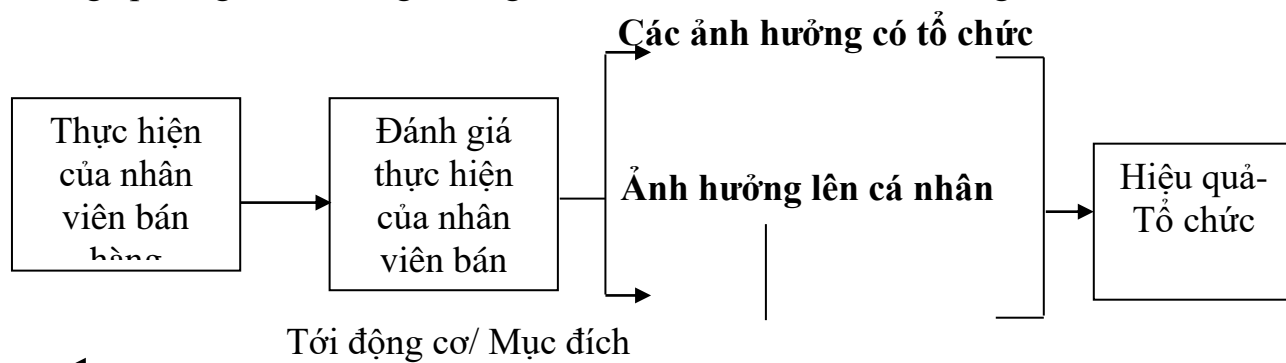 Các ảnh hưởng có tổ chức
Thực hiện
của nhân
viên bán
hàng
Đánh giá
thực hiện
của nhân
viên bán
Ảnh hưởng lên cá nhân
Hiệu quả-
Tổ chức
Tới động cơ/ Mục đích